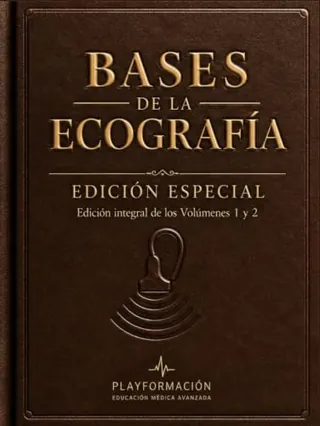 BASES
DE LA
ECOGRAFÍA
EDICIÓN ESPECIAL
Edición integral de los Volúmenes 1 y 2
PLAYFORMACIÓN
EDUCACIÓN MÉDICA AVANZADA